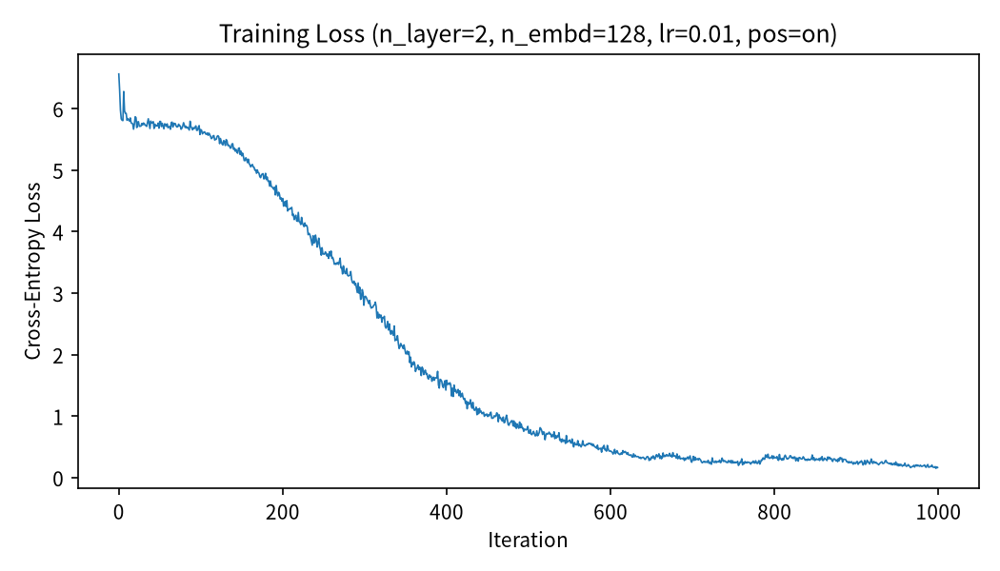 Training Loss (n_layer=2, n_embd=128, lr=0.01, pos=on)
Cross-Entropy Loss
6
5
4
3
2
1
0
0 200 400 600 800 1000
Iteration